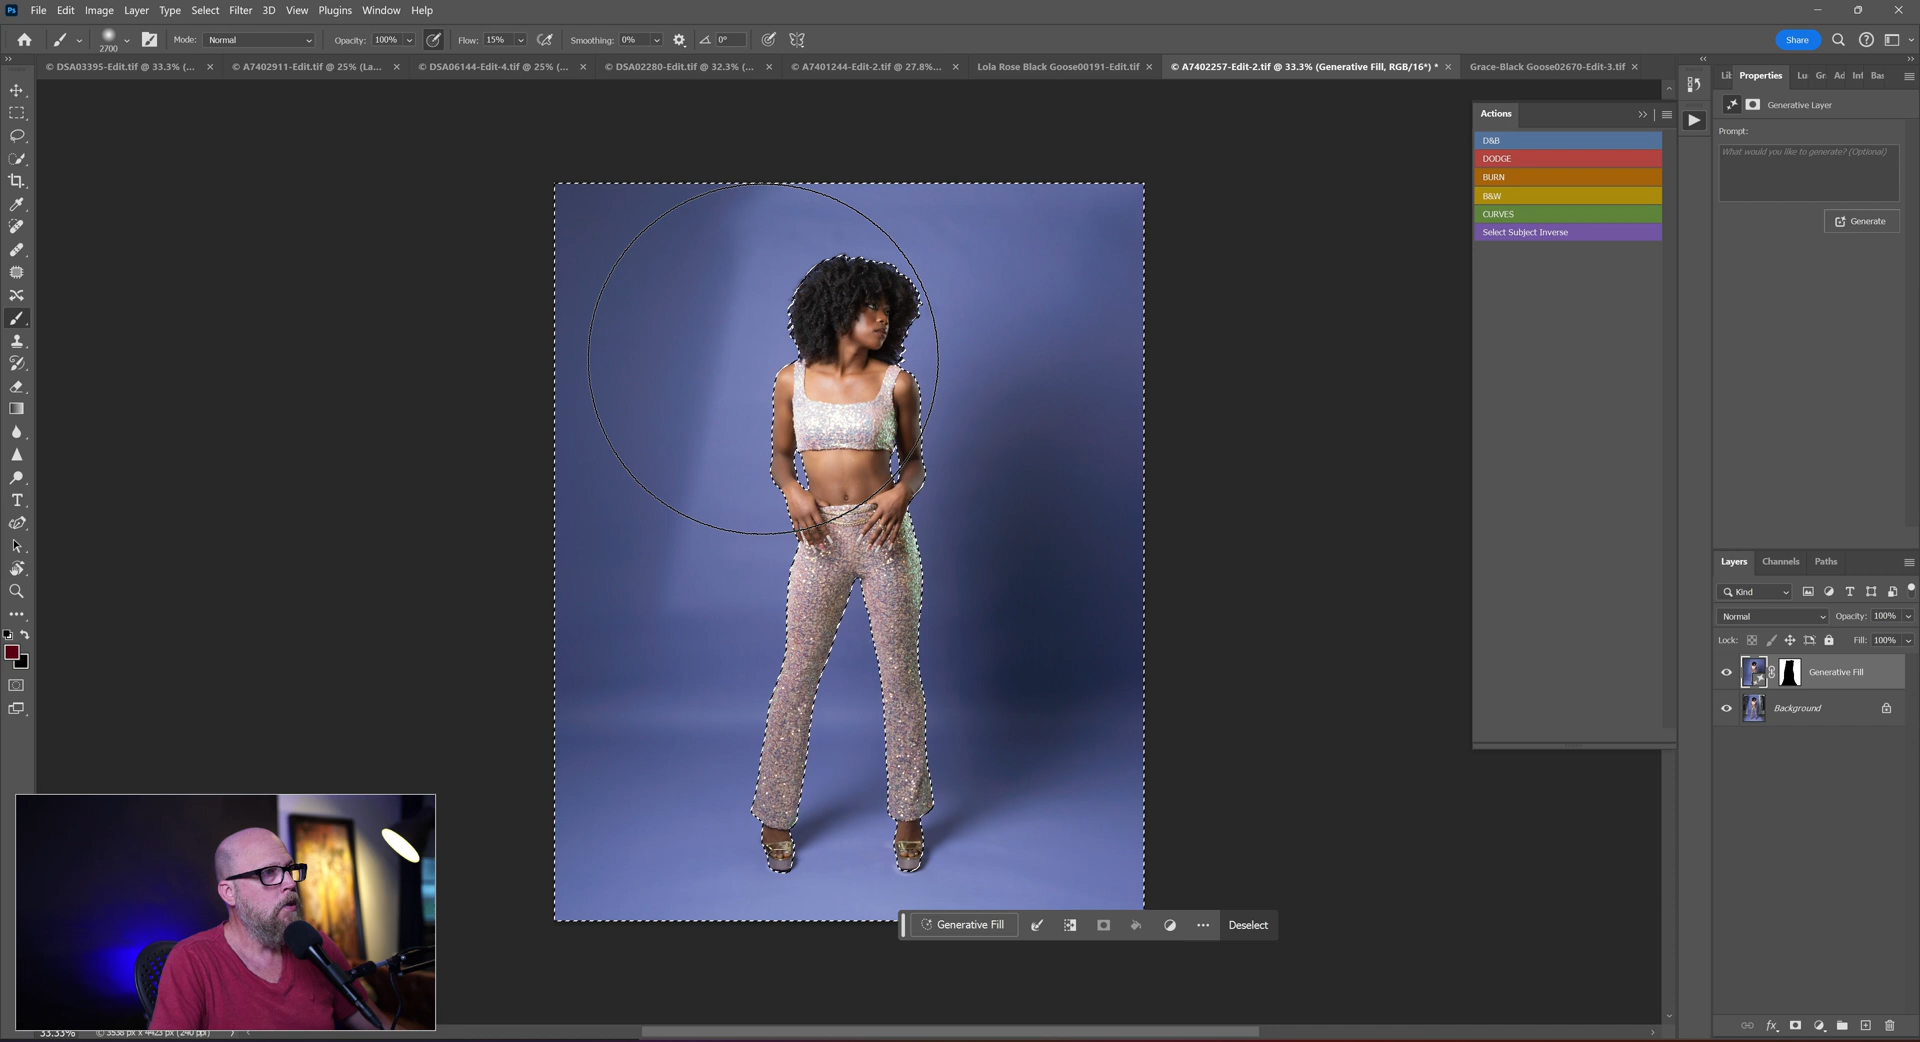 Ps File Edit Image Layer Type Select Filter 3D View Plugins Window Help
2700 Mode: Normal Opacity: 100% Flow: 15% Smoothing: 0% 0° Share
© DSA03395-Edit.tif @ 33.3% (... × © A7402911-Edit.tif @ 25% (La... × © DSA06144-Edit-4.tif @ 25% (... × © DSA02280-Edit.tif @ 32.3% (... × © A7401244-Edit-2.tif @ 27.8%... × Lola Rose Black Goose00191-Edit.tif × © A7402257-Edit-2.tif @ 33.3% (Generative Fill, RGB/16*) * × Grace-Black Goose02670-Edit-3.tif ×
Lit Properties Lu Gr Ad Inf Bas
Generative Layer
Prompt:
What would you like to generate? (Optional)
Generate
Actions
D&B
DODGE
BURN
B&W
CURVES
Select Subject Inverse
Layers Channels Paths
Kind
Normal Opacity: 100%
Lock: Fill: 100%
Generative Fill
Background
Generative Fill Deselect
33.33% © 3538 px x 4423 px (240 ppi)
fx